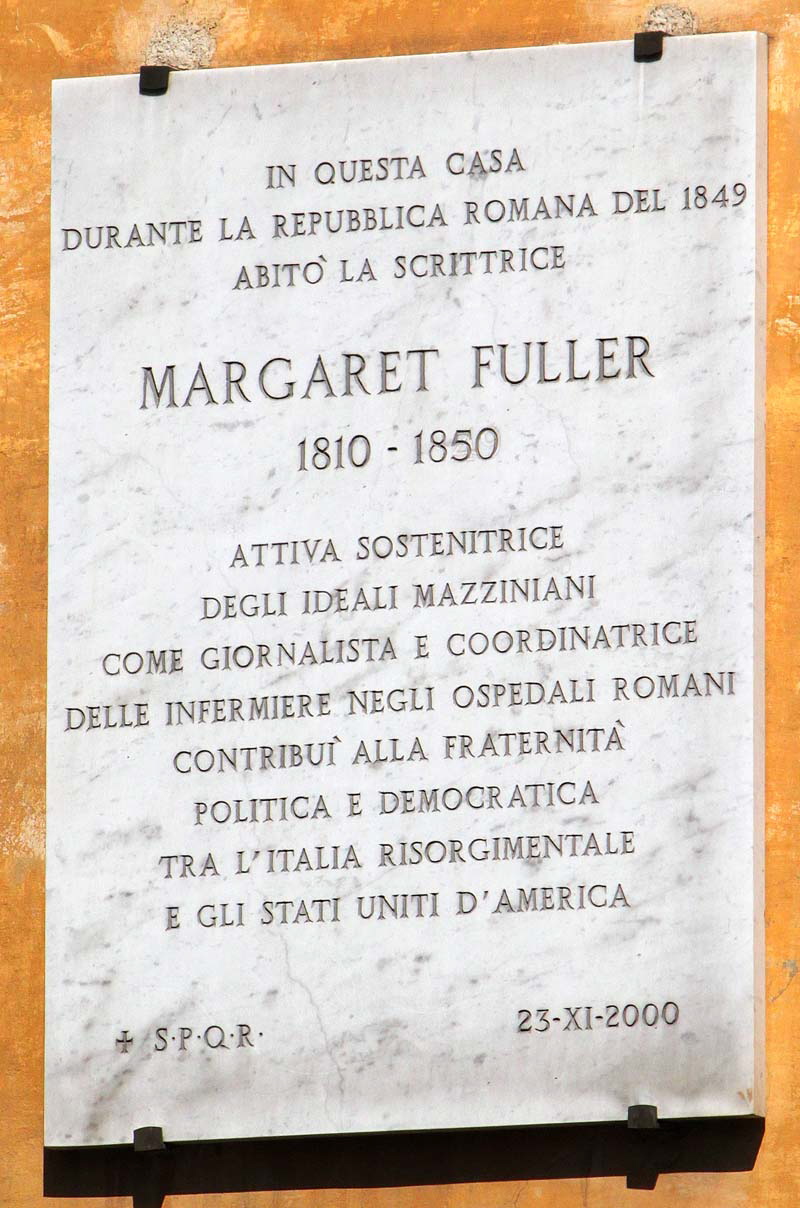 IN QUESTA CASA
DURANTE LA REPUBBLICA ROMANA DEL 1849
ABITÒ LA SCRITTRICE
MARGARET FULLER
1810 - 1850
ATTIVA SOSTENITRICE
DEGLI IDEALI MAZZINIANI
COME GIORNALISTA E COORDINATRICE
DELLE INFERMIERE NEGLI OSPEDALI ROMANI
CONTRIBUÌ ALLA FRATERNITÀ
POLITICA E DEMOCRATICA
TRA L'ITALIA RISORGIMENTALE
E GLI STATI UNITI D'AMERICA
✠ S·P·Q·R· 23-XI-2000